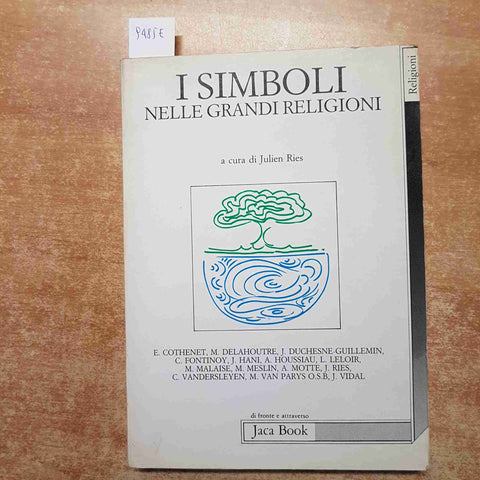 9485E
I SIMBOLI
NELLE GRANDI RELIGIONI
Religioni
a cura di Julien Ries
E. COTHENET, M. DELAHOUTRE, J. DUCHESNE-GUILLEMIN,
C. FONTINOY, J. HANI, A. HOUSSIAU, L. LELOIR,
M. MALAISE, M. MESLIN, A. MOTTE, J. RIES,
C. VANDERSLEYEN, M. VAN PARYS O.S.B, J. VIDAL
di fronte e attraverso
Jaca Book